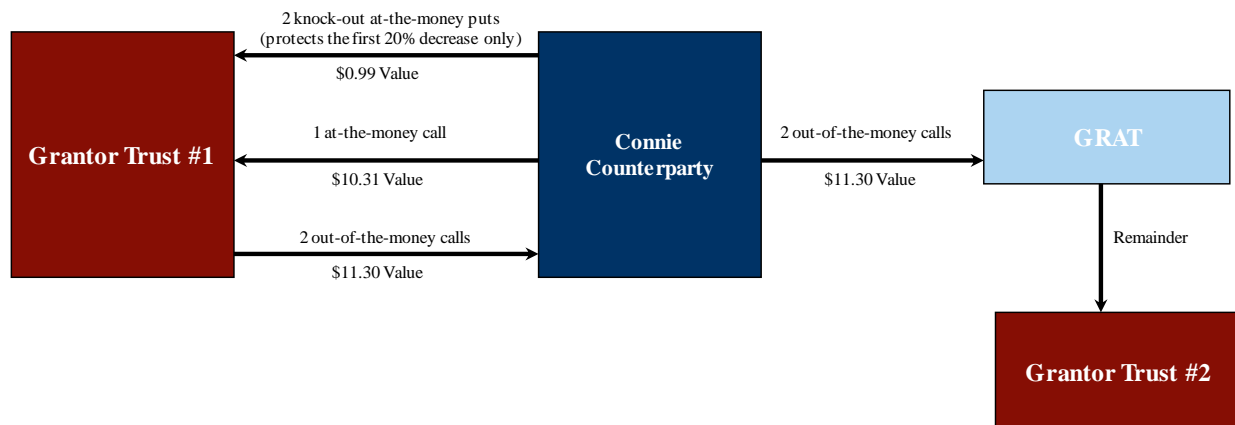 2 knock-out at-the-money puts
(protects the first 20% decrease only)
$0.99 Value
1 at-the-money call
$10.31 Value
2 out-of-the-money calls
$11.30 Value
Grantor Trust #1
Connie
Counterparty
2 out-of-the-money calls
$11.30 Value
GRAT
Remainder
Grantor Trust #2